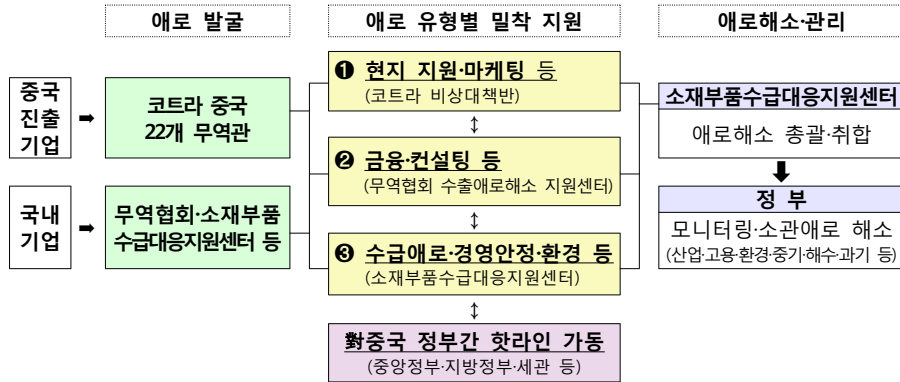 애로 발굴
애로 유형별 밀착 지원
애로해소·관리
중국
진출
기업
➡
코트라 중국
22개 무역관
국내
기업
➡
무역협회·소재부품
수급대응지원센터 등
❶ 현지 지원·마케팅 등
(코트라 비상대책반)
↕
❷ 금융·컨설팅 등
(무역협회 수출애로해소 지원센터)
↕
❸ 수급애로·경영안정·환경 등
(소재부품수급대응지원센터)
↕
對중국 정부간 핫라인 가동
(중앙정부·지방정부·세관 등)
소재부품수급대응지원센터
애로해소 총괄·취합
정 부
모니터링·소관애로 해소
(산업·고용·환경·중기·해수·과기 등)